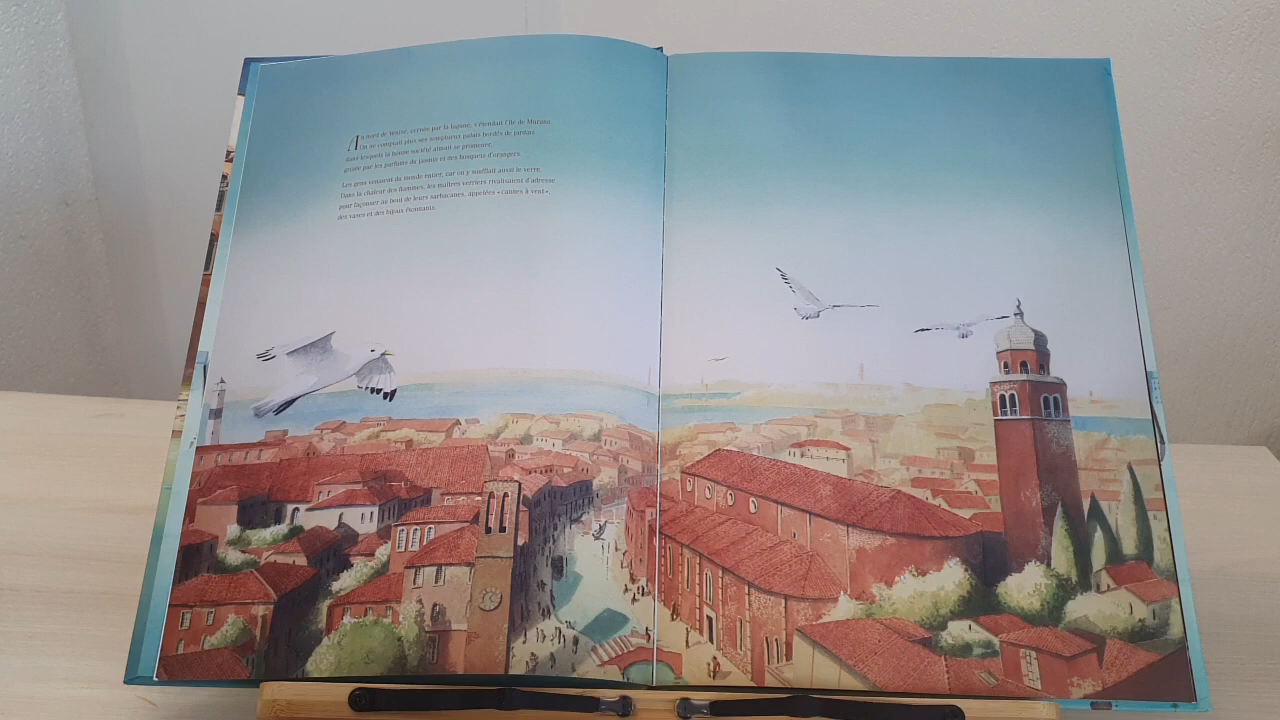 Au nord de Venise, cernée par la lagune, s'étendait l'île de Murano.
On ne comptait plus ses somptueux palais bordés de jardins
dans lesquels la bonne société aimait se promener,
grisée par les parfums du jasmin et des bosquets d'orangers.
Les gens venaient du monde entier, car on y soufflait aussi le verre.
Dans la chaleur des flammes, les maîtres verriers rivalisaient d'adresse
pour façonner au bout de leurs sarbacanes, appelées « cannes à vent »,
des vases et des bijoux étonnants.